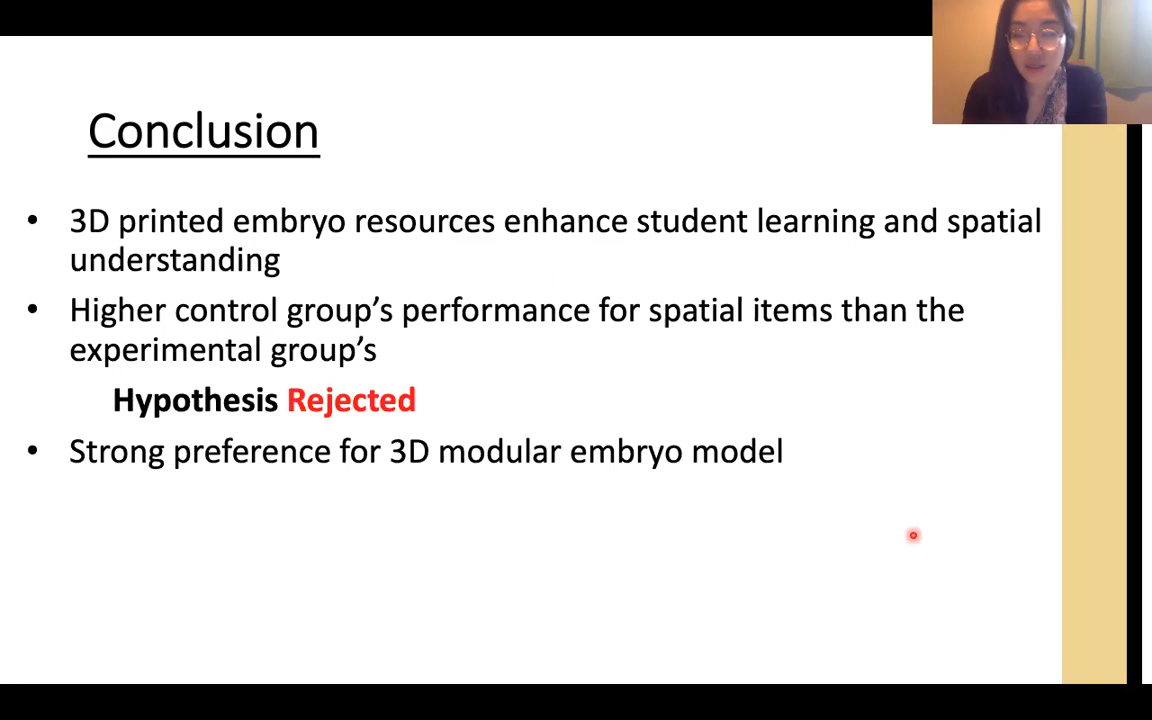 Conclusion
• 3D printed embryo resources enhance student learning and spatial
understanding
• Higher control group’s performance for spatial items than the
experimental group’s
Hypothesis Rejected
• Strong preference for 3D modular embryo model